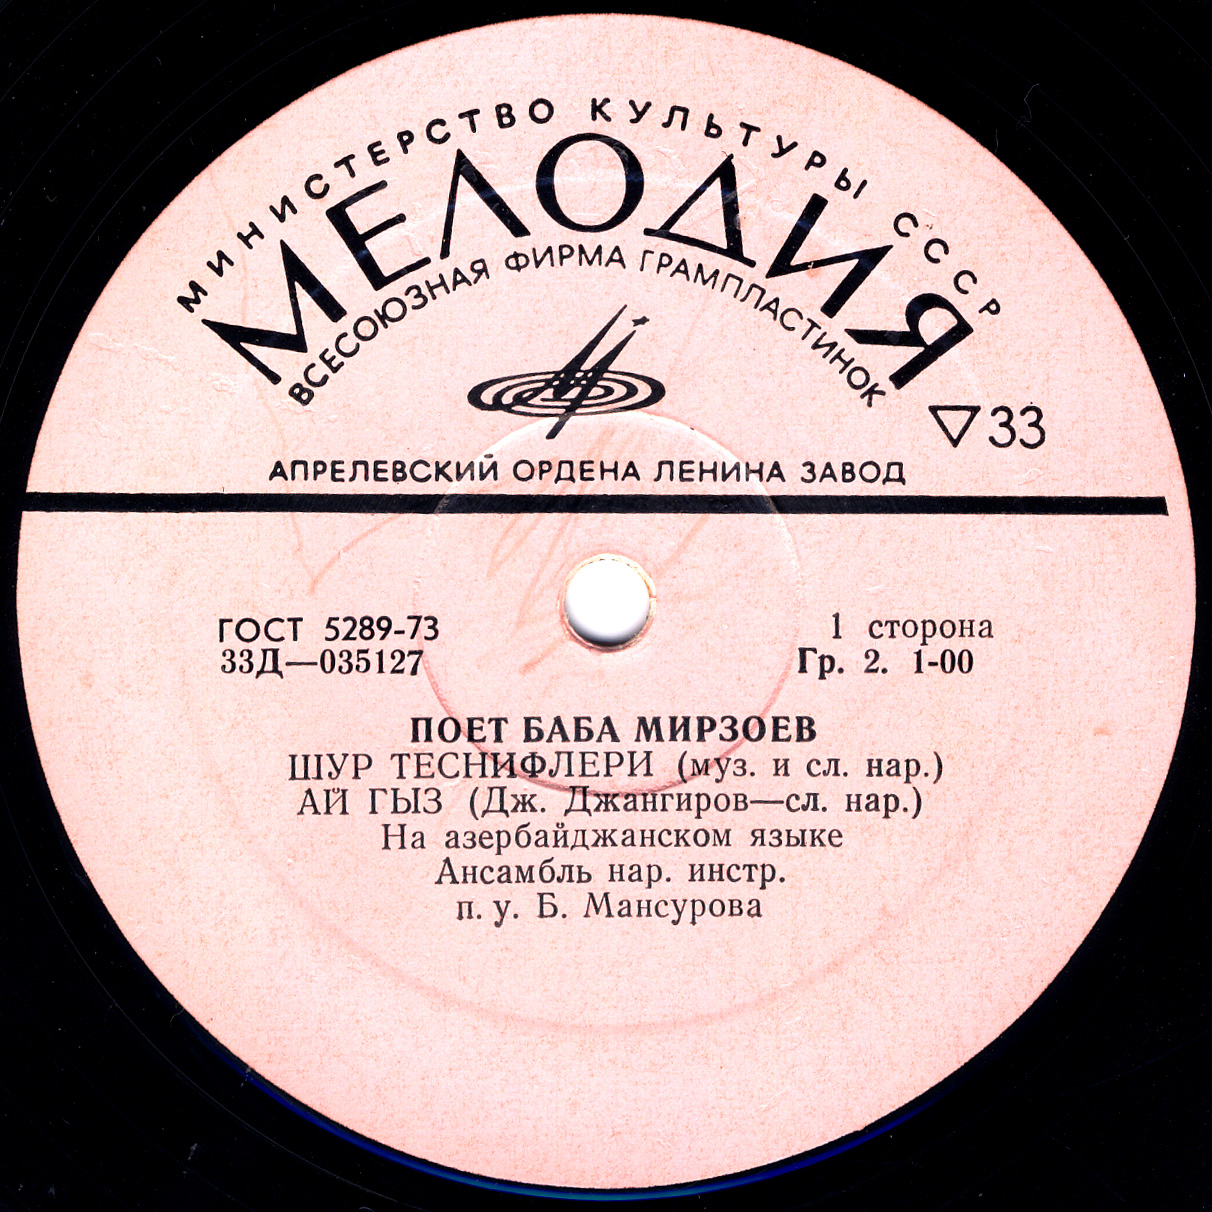 МИНИСТЕРСТВО КУЛЬТУРЫ СССР
МЕЛОДИЯ
ВСЕСОЮЗНАЯ ФИРМА ГРАМПЛАСТИНОК
▽33
АПРЕЛЕВСКИЙ ОРДЕНА ЛЕНИНА ЗАВОД
ГОСТ 5289-73
1 сторона
33Д—035127
Гр. 2. 1-00
ПОЕТ БАБА МИРЗОЕВ
ШУР ТЕСНИФЛЕРИ (муз. и сл. нар.)
АЙ ГЫЗ (Дж. Джангиров—сл. нар.)
На азербайджанском языке
Ансамбль нар. инстр.
п. у. Б. Мансурова